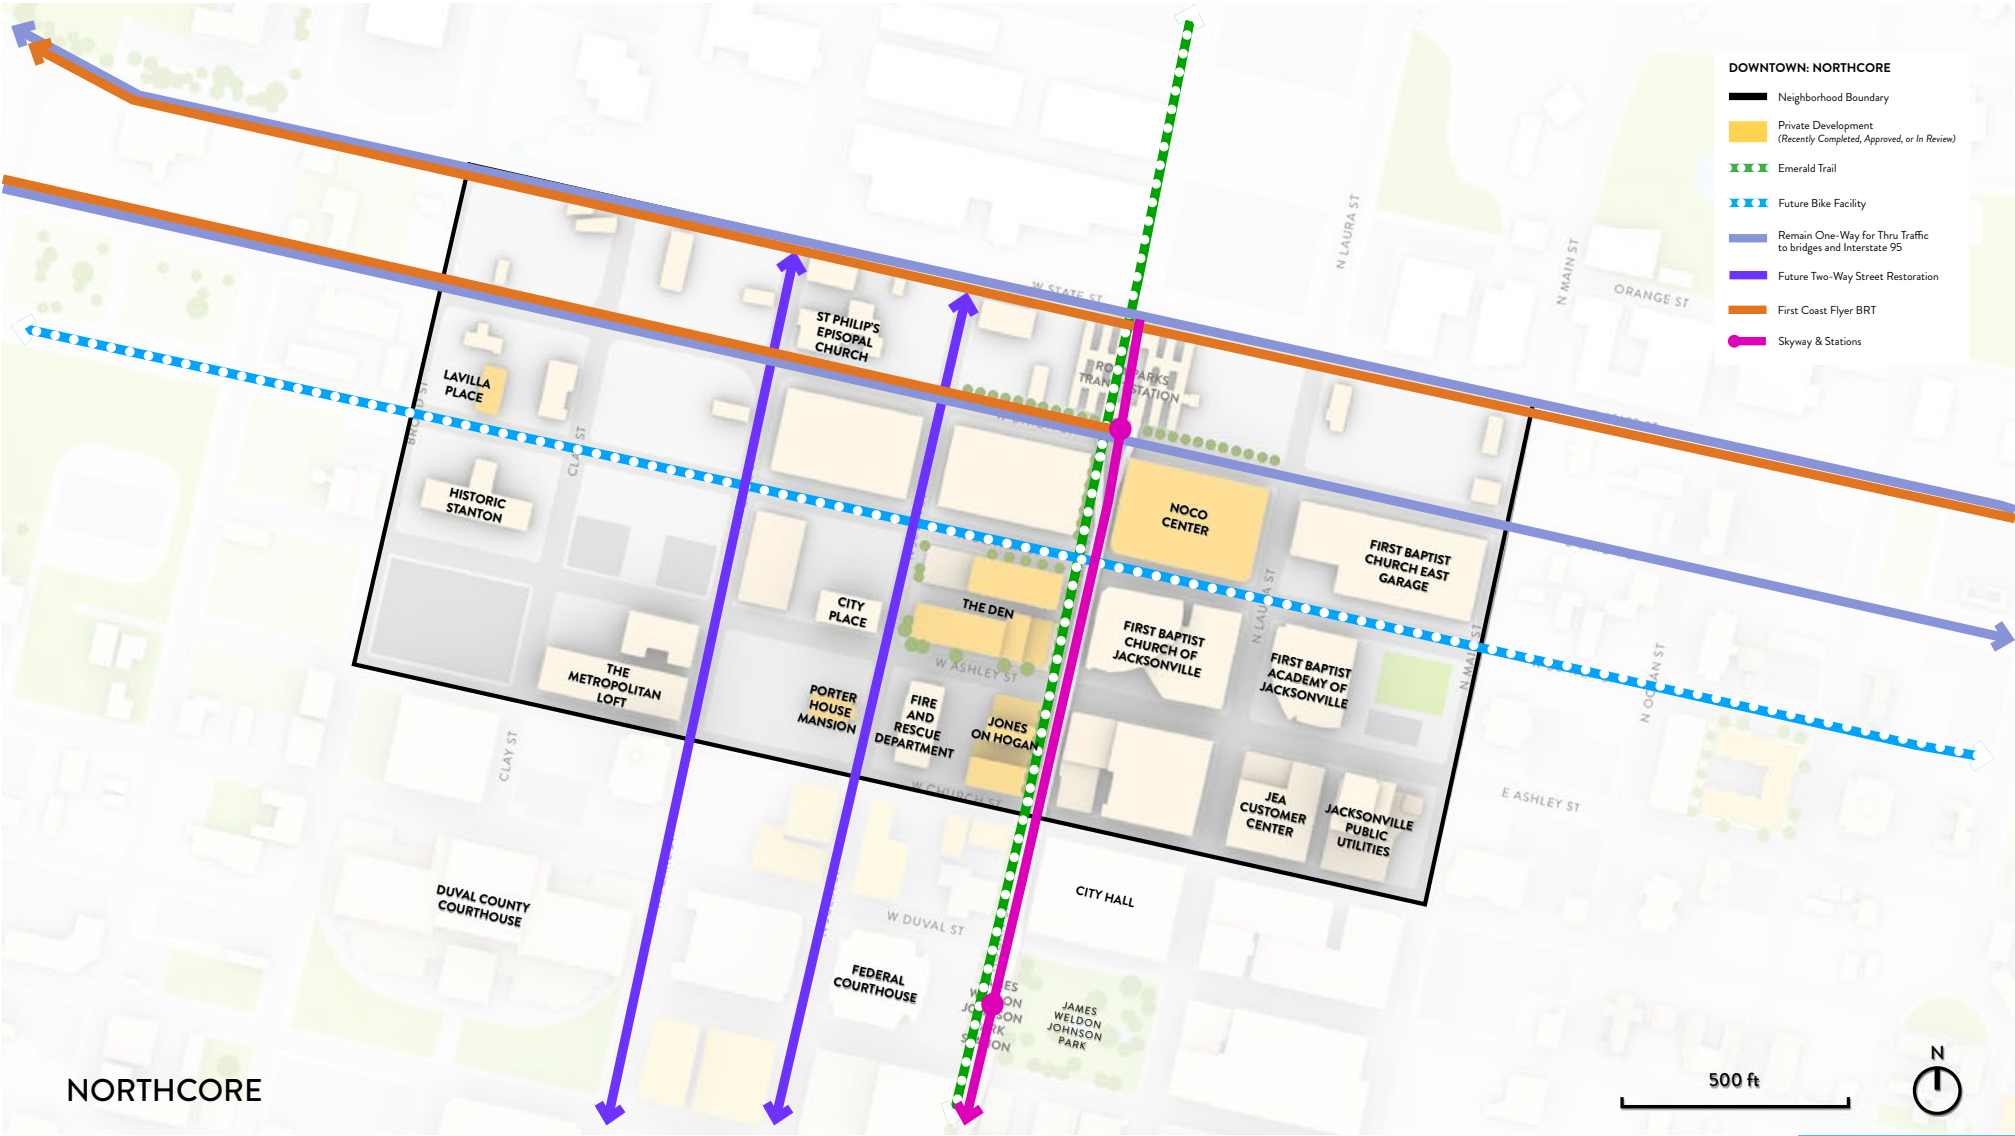 DOWNTOWN: NORTHCORE
Neighborhood Boundary
Private Development
(Recently Completed, Approved, or In Review)
Emerald Trail
Future Bike Facility
Remain One-Way for Thru Traffic
to bridges and Interstate 95
Future Two-Way Street Restoration
First Coast Flyer BRT
Skyway & Stations
N LAURA ST
N MAIN ST
ORANGE ST
W STATE ST
ST PHILIP'S
EPISOPAL
CHURCH
LAVILLA
PLACE
HISTORIC
STANTON
NOCO
CENTER
FIRST BAPTIST
CHURCH EAST
GARAGE
CITY
PLACE
THE DEN
FIRST BAPTIST
CHURCH OF
JACKSONVILLE
N LAURA ST
FIRST BAPTIST
ACADEMY OF
JACKSONVILLE
W ASHLEY ST
THE
METROPOLITAN
LOFT
PORTER
HOUSE
MANSION
FIRE
AND
RESCUE
DEPARTMENT
JONES
ON HOGAN
CLAY ST
W CHURCH ST
JEA
CUSTOMER
CENTER
JACKSONVILLE
PUBLIC
UTILITIES
E ASHLEY ST
DUVAL COUNTY
COURTHOUSE
W DUVAL ST
CITY HALL
FEDERAL
COURTHOUSE
JAMES
WELDON
JOHNSON
PARK
NORTHCORE
500 ft
N